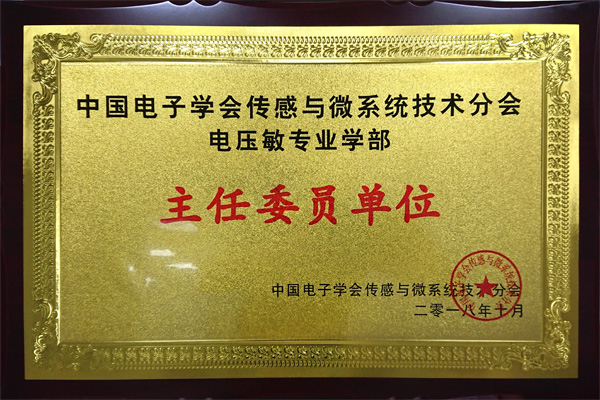 中国电子学会传感与微系统技术分会
电压敏专业学部
主任委员单位
中国电子学会传感与微系统技术分会
二零一八年十月